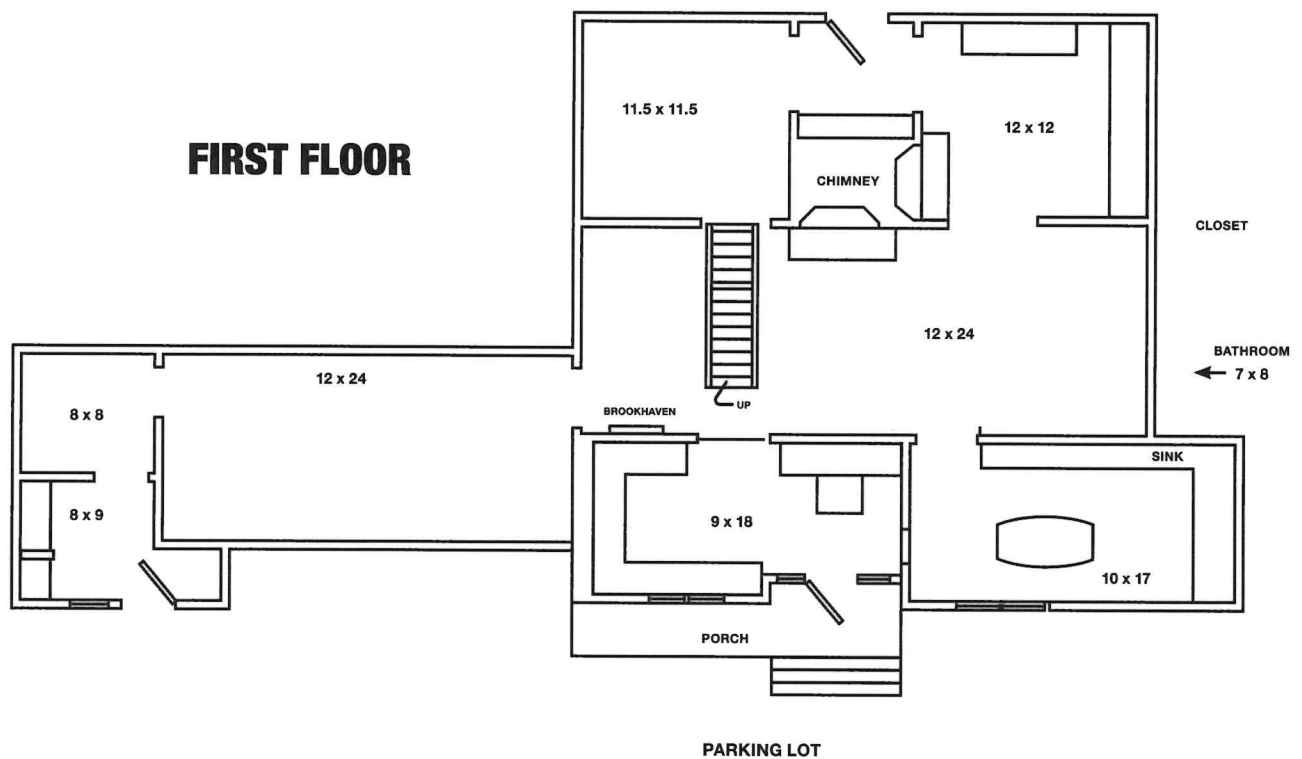 11.5 x 11.5
12 x 12
FIRST FLOOR
CHIMNEY
CLOSET
12 x 24
BATHROOM
7 x 8
12 x 24
8 x 8
UP
BROOKHAVEN
SINK
8 x 9
9 x 18
10 x 17
PORCH
PARKING LOT